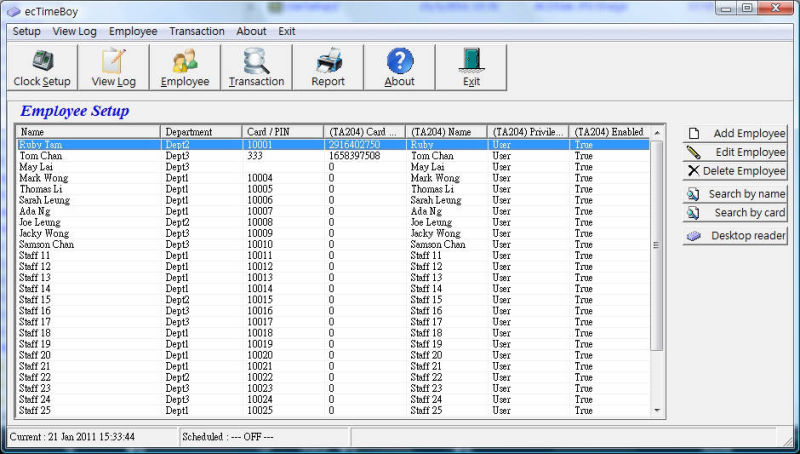 ecTimeBoy
Setup View Log Employee Transaction About Exit
Clock Setup View Log Employee Transaction Report About Exit
Employee Setup
Name Department Card / PIN (TA204) Card ... (TA204) Name (TA204) Privile... (TA204) Enabled
Ruby Tam Dept2 10001 2916402750 Ruby User True
Tom Chan Dept3 333 1658397508 Tom Chan User True
May Lai Dept3 0 May Lai User True
Mark Wong Dept1 10004 0 Mark Wong User True
Thomas Li Dept1 10005 0 Thomas Li User True
Sarah Leung Dept1 10006 0 Sarah Leung User True
Ada Ng Dept1 10007 0 Ada Ng User True
Joe Leung Dept2 10008 0 Joe Leung User True
Jacky Wong Dept3 10009 0 Jacky Wong User True
Samson Chan Dept3 10010 0 Samson Chan User True
Staff 11 Dept1 10011 0 Staff 11 User True
Staff 12 Dept1 10012 0 Staff 12 User True
Staff 13 Dept1 10013 0 Staff 13 User True
Staff 14 Dept1 10014 0 Staff 14 User True
Staff 15 Dept2 10015 0 Staff 15 User True
Staff 16 Dept3 10016 0 Staff 16 User True
Staff 17 Dept3 10017 0 Staff 17 User True
Staff 18 Dept1 10018 0 Staff 18 User True
Staff 19 Dept1 10019 0 Staff 19 User True
Staff 20 Dept1 10020 0 Staff 20 User True
Staff 21 Dept1 10021 0 Staff 21 User True
Staff 22 Dept2 10022 0 Staff 22 User True
Staff 23 Dept3 10023 0 Staff 23 User True
Staff 24 Dept3 10024 0 Staff 24 User True
Staff 25 Dept1 10025 0 Staff 25 User True
Add Employee
Edit Employee
Delete Employee
Search by name
Search by card
Desktop reader
Current : 21 Jan 2011 15:33:44 Scheduled : --- OFF ---